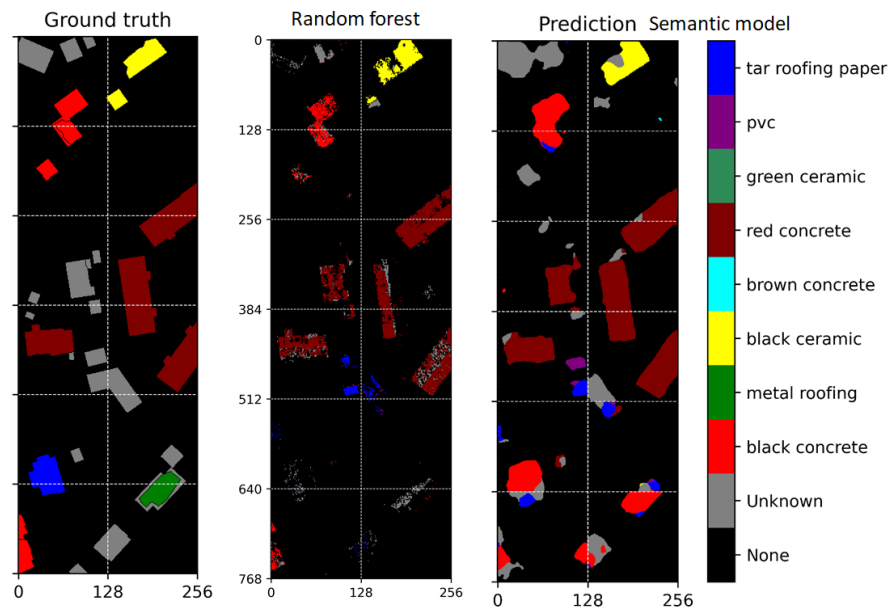 Ground truth
Random forest
Prediction
Semantic model
0
128
256
384
512
640
768
0
128
256
0
128
256
0
128
256
tar roofing paper
pvc
green ceramic
red concrete
brown concrete
black ceramic
metal roofing
black concrete
Unknown
None